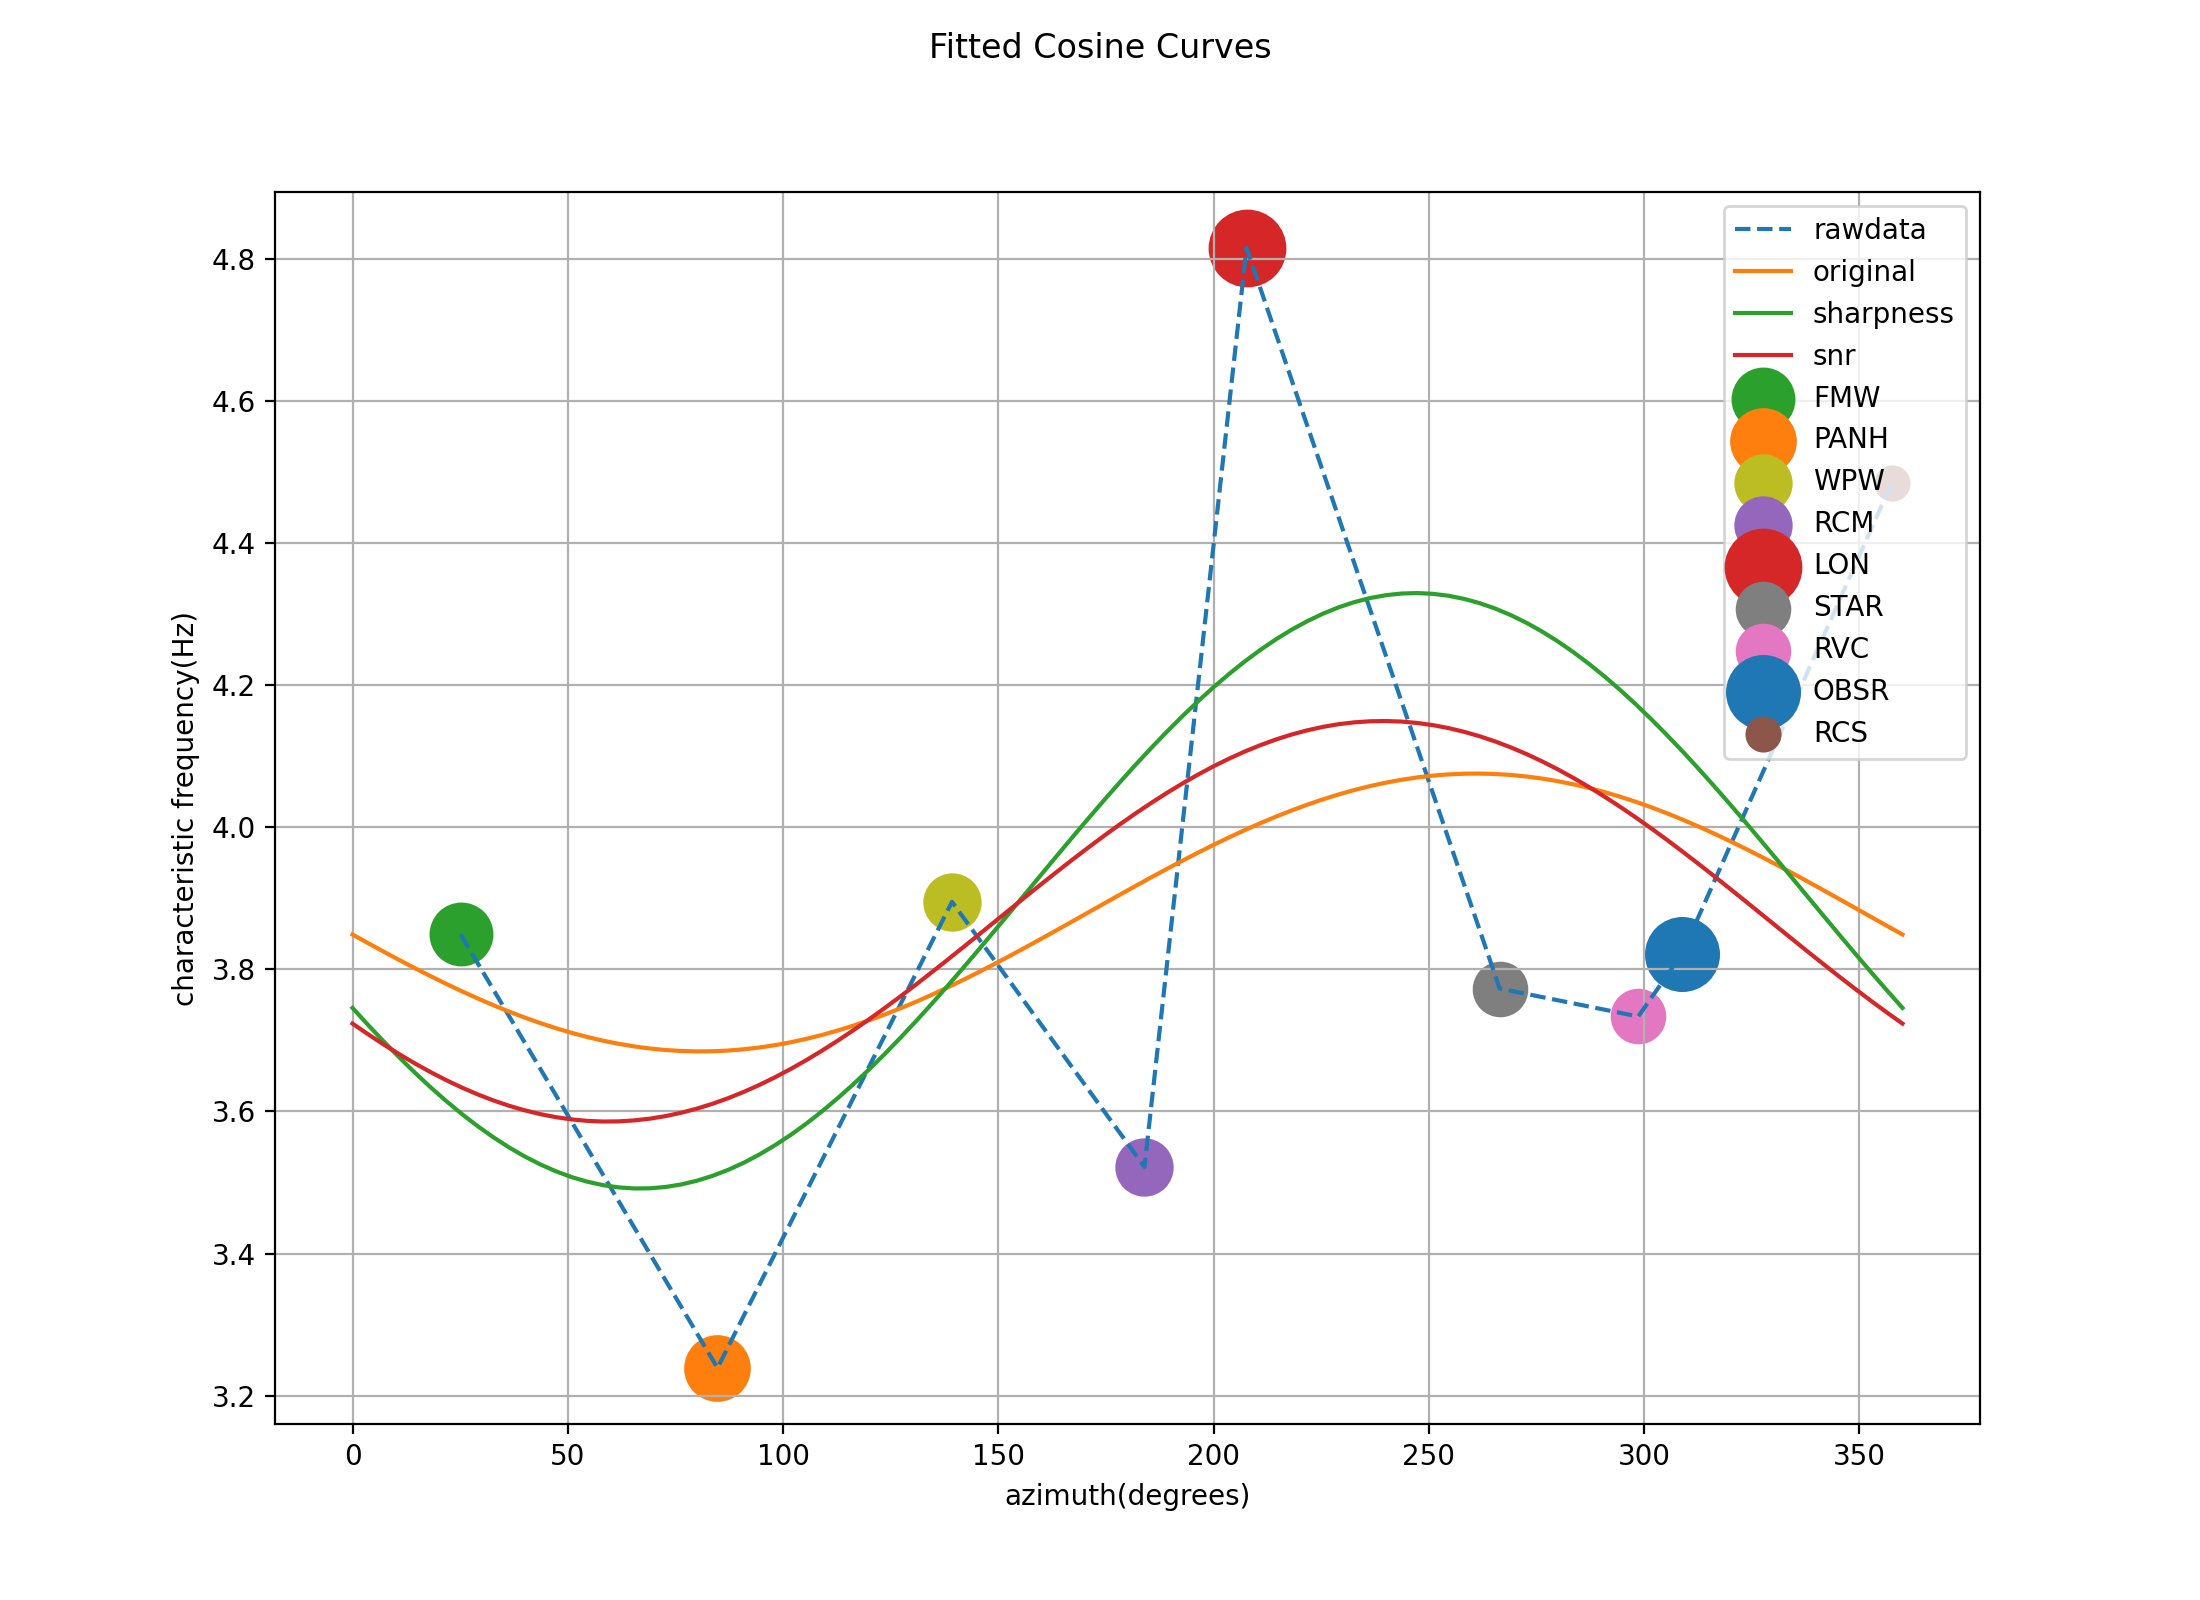 Fitted Cosine Curves
characteristic frequency(Hz)
4.8
4.6
4.4
4.2
4.0
3.8
3.6
3.4
3.2
rawdata
original
sharpness
snr
FMW
PANH
WPW
RCM
LON
STAR
RVC
OBSR
RCS
0 50 100 150 200 250 300 350
azimuth(degrees)